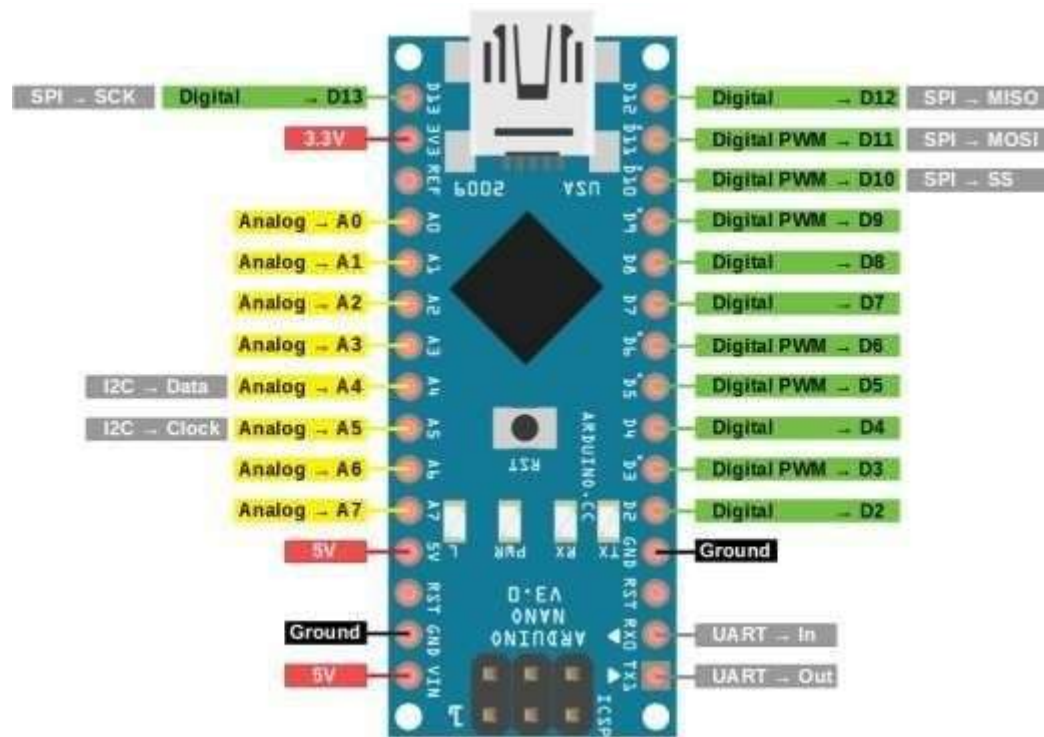 SPI → SCK Digital → D13
3.3V
Analog → A0
Analog → A1
Analog → A2
Analog → A3
I2C → Data Analog → A4
I2C → Clock Analog → A5
Analog → A6
Analog → A7
5V
Ground
5V
D13
3V3
REF
A0
A1
A2
A3
A4
A5
A6
A7
5V
RST
GND
VIN
2009 USA
RST
ARDUINO.CC
L PWR RX TX
V3.0
NANO
ARDUINO
1
ICSP
D12
D11
D10
D9
D8
D7
D6
D5
D4
D3
D2
GND
RST
RX0
TX1
Digital → D12 SPI → MISO
Digital PWM → D11 SPI → MOSI
Digital PWM → D10 SPI → SS
Digital PWM → D9
Digital → D8
Digital → D7
Digital PWM → D6
Digital PWM → D5
Digital → D4
Digital PWM → D3
Digital → D2
Ground
UART → In
UART → Out